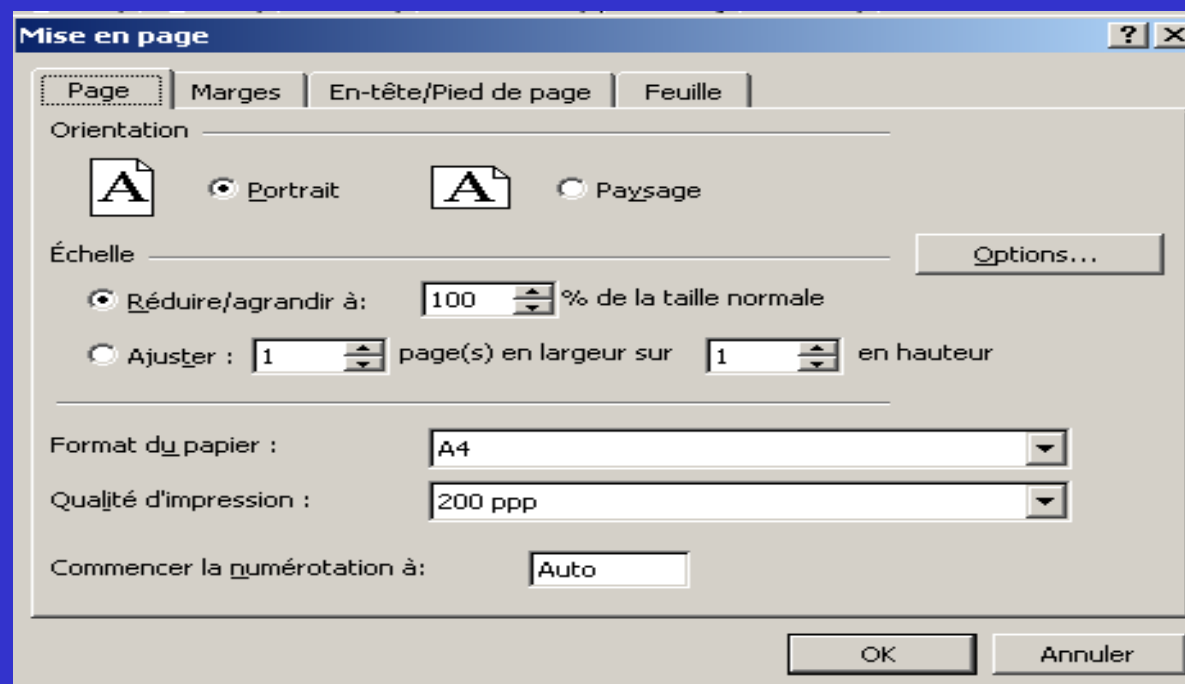 Mise en page
Page Marges En-tête/Pied de page Feuille
Orientation
A Portrait A Paysage
Échelle Options...
Réduire/agrandir à: 100 % de la taille normale
Ajuster : 1 page(s) en largeur sur 1 en hauteur
Format du papier : A4
Qualité d'impression : 200 ppp
Commencer la numérotation à: Auto
OK Annuler